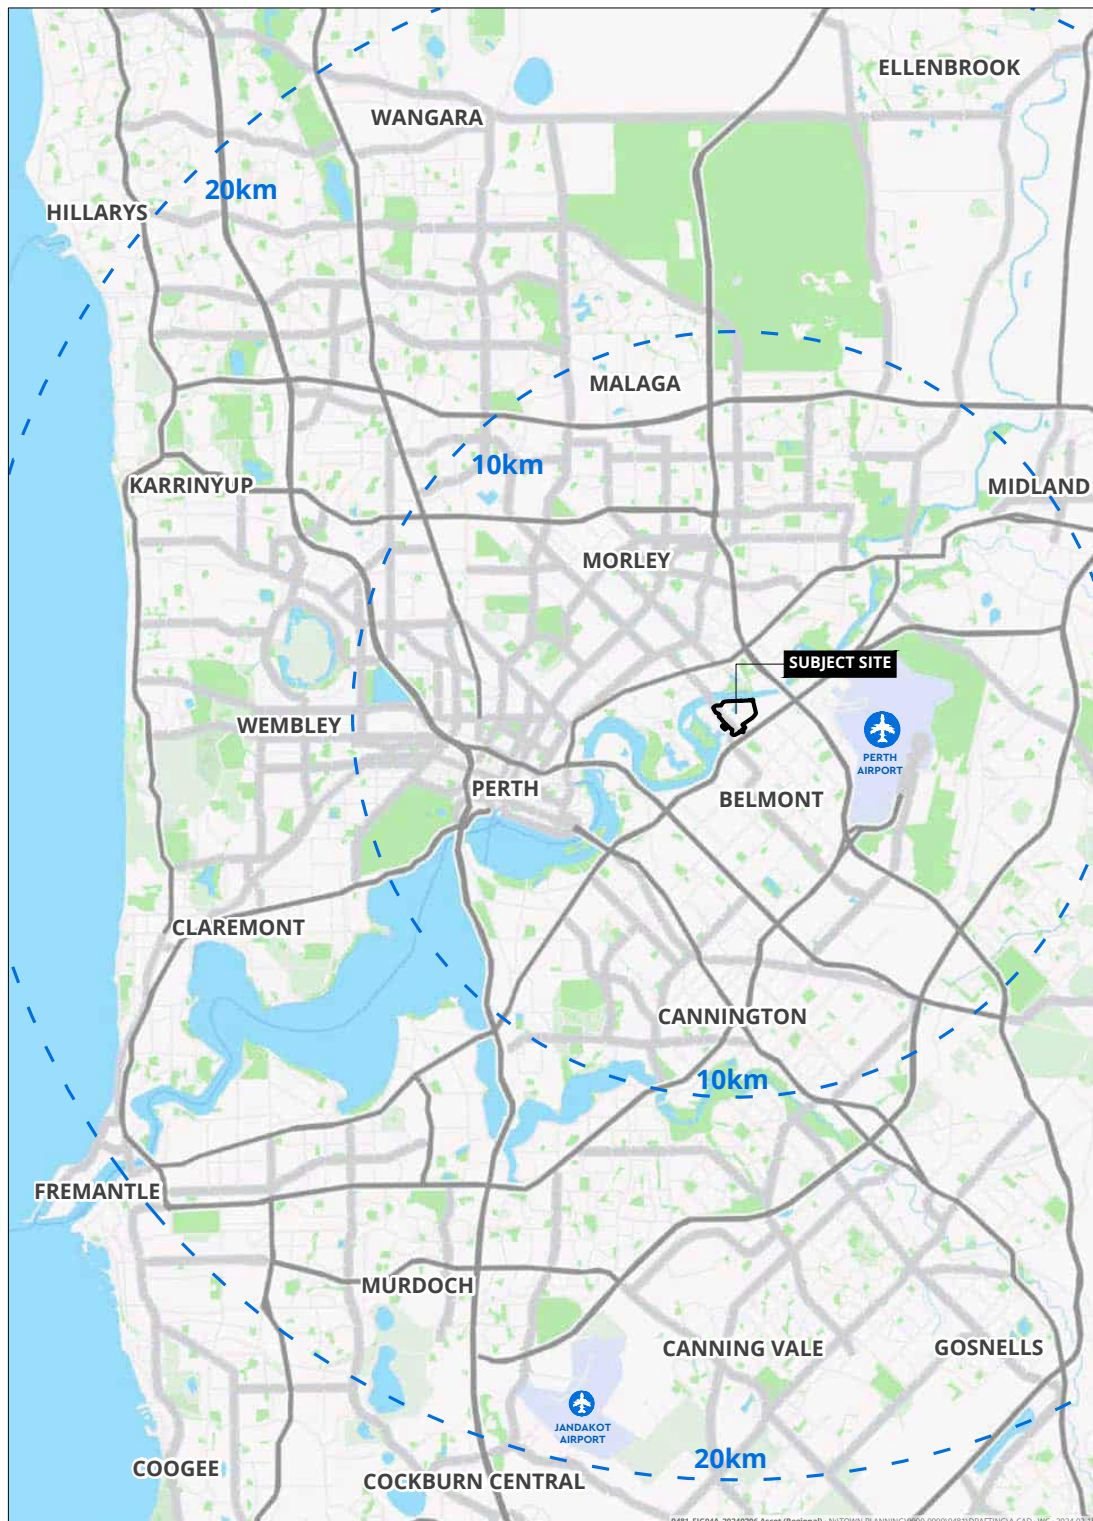 ELLENBROOK
WANGARA
20km
HILLARYS
MALAGA
10km
KARRINYUP
MIDLAND
MORLEY
SUBJECT SITE
WEMBLEY
PERTH
AIRPORT
PERTH
BELMONT
CLAREMONT
CANNINGTON
10km
FREMANTLE
MURDOCH
CANNING VALE
GOSNELLS
JANDAKOT
AIRPORT
20km
COOGEE
COCKBURN CENTRAL